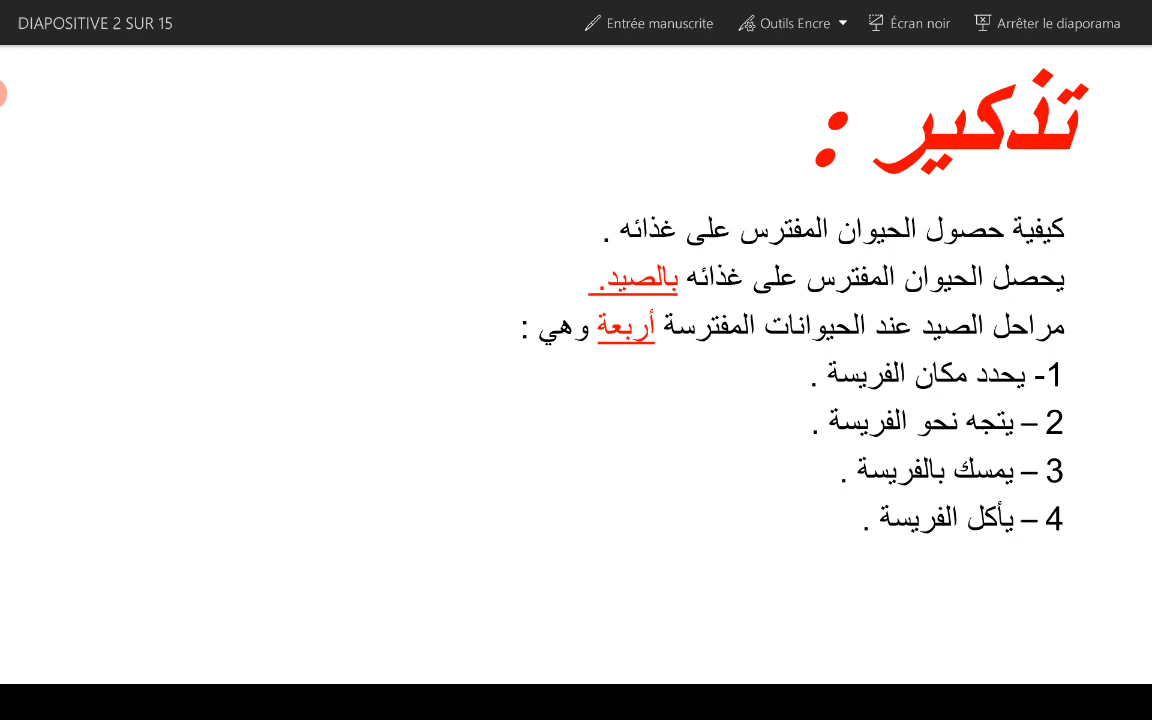 DIAPOSITIVE 2 SUR 15
Entrée manuscrite
Outils Encre
Écran noir
Arrêter le diaporama
تذكير :
كيفية حصول الحيوان المفترس على غذائه .
يحصل الحيوان المفترس على غذائه بالصيد.
مراحل الصيد عند الحيوانات المفترسة أربعة وهي :
1- يحدد مكان الفريسة .
2 – يتجه نحو الفريسة .
3 – يمسك بالفريسة .
4 – يأكل الفريسة .